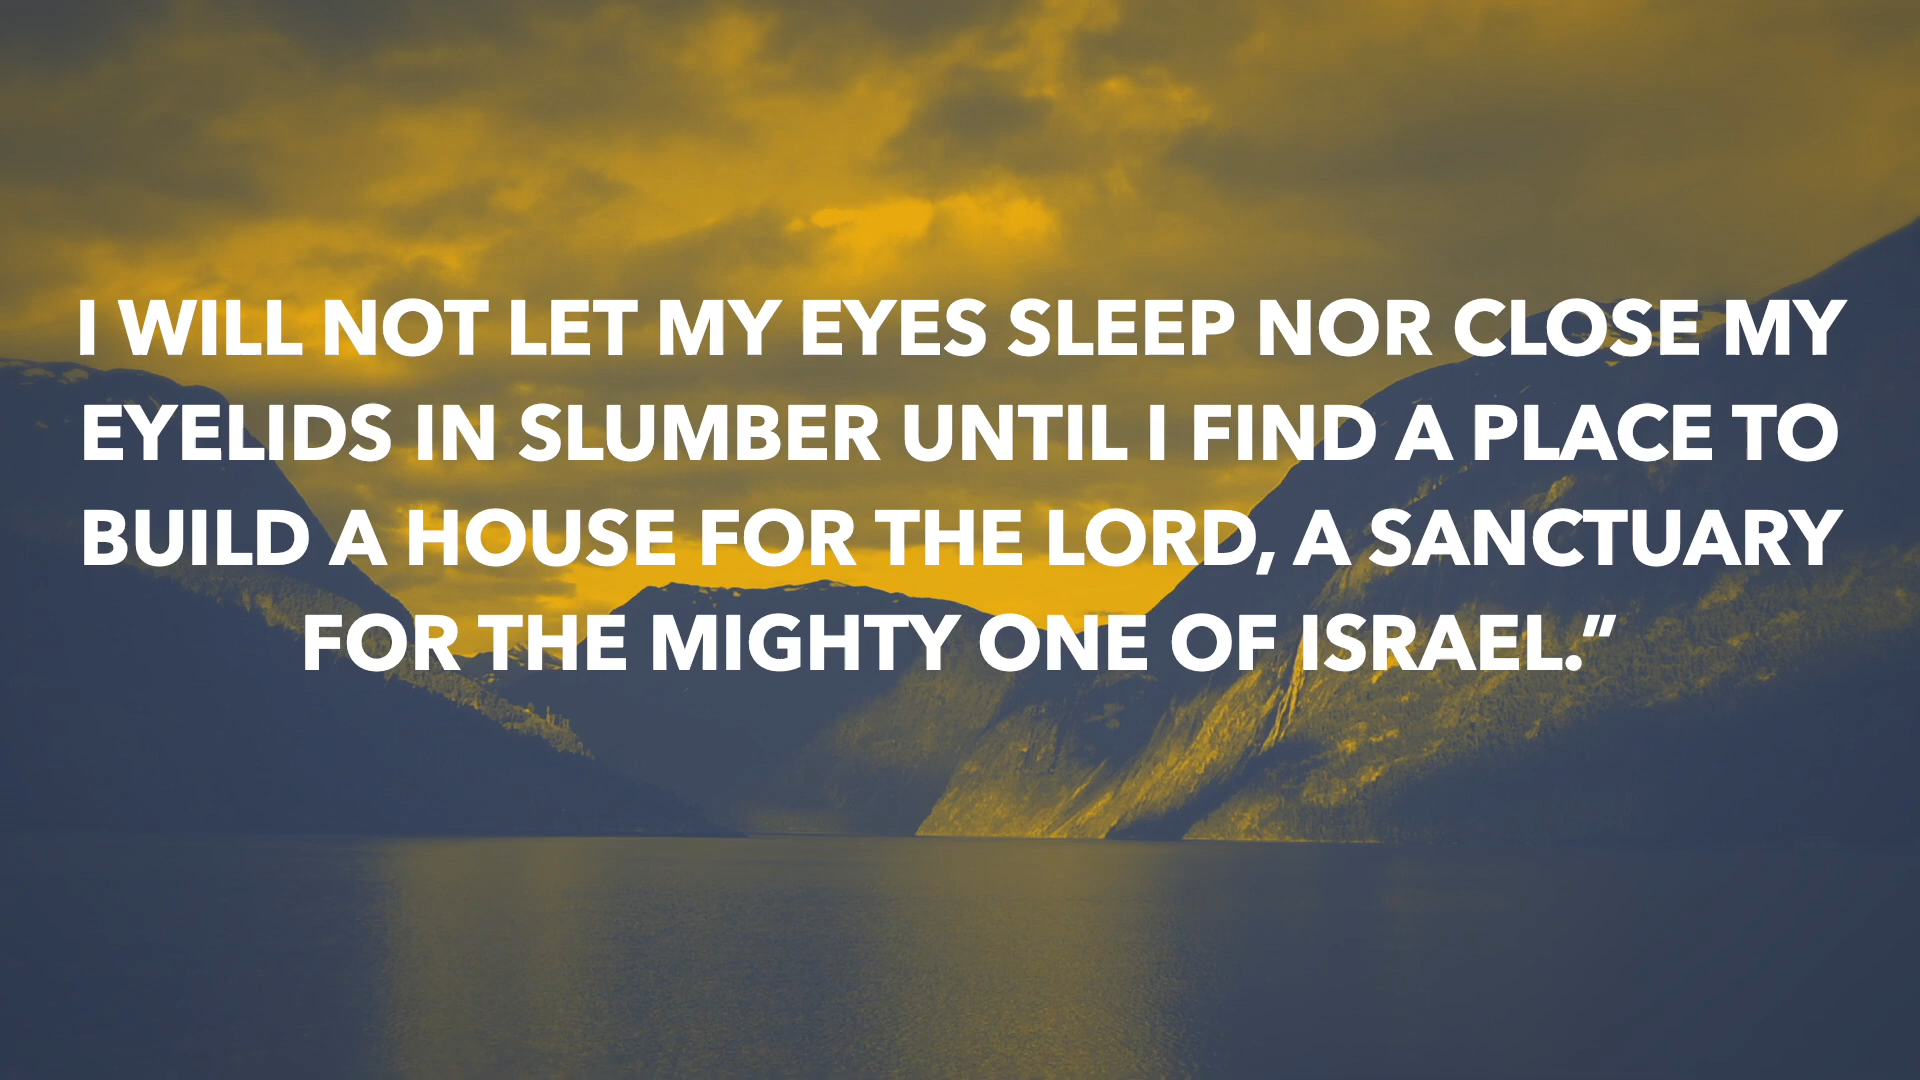 I WILL NOT LET MY EYES SLEEP NOR CLOSE MY
EYELIDS IN SLUMBER UNTIL I FIND A PLACE TO
BUILD A HOUSE FOR THE LORD, A SANCTUARY
FOR THE MIGHTY ONE OF ISRAEL.”